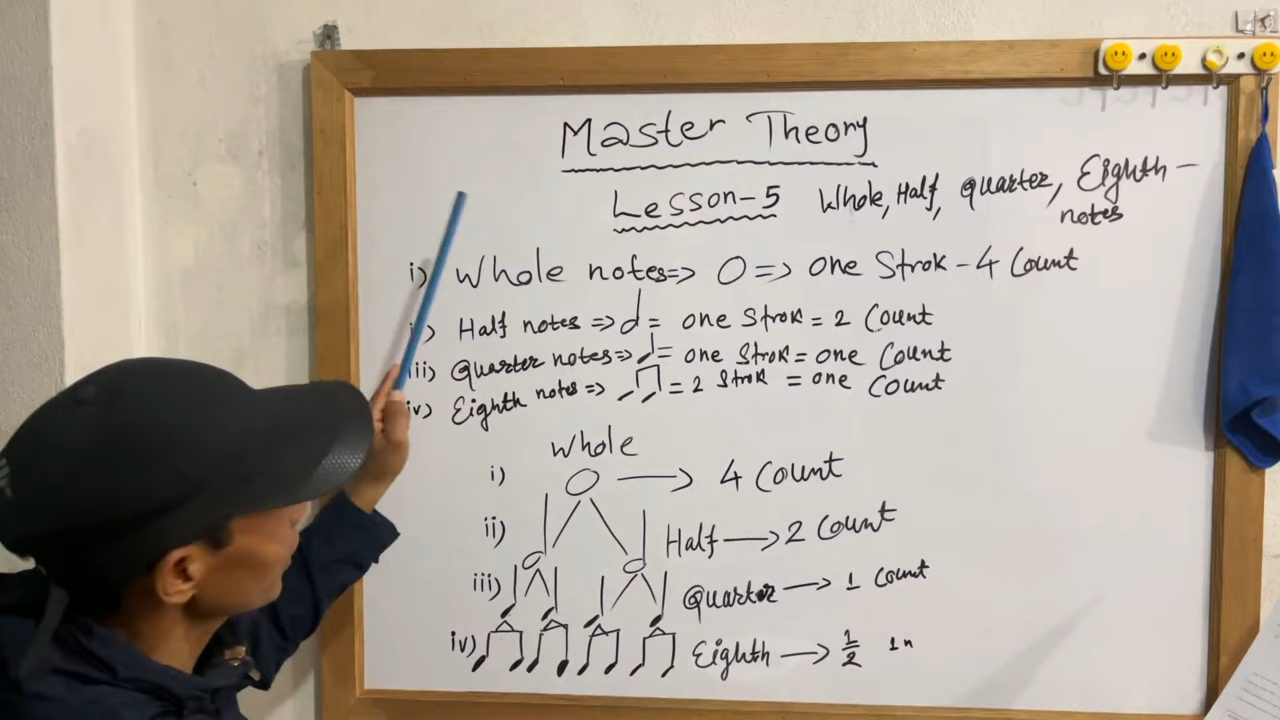 Master Theory
Lesson-5 Whole, Half, Quarter, Eighth -
notes
i) Whole notes => O => one Strok - 4 Count
ii) Half notes => 𝅗𝅥 = one Strok = 2 Count
iii) Quarter notes => ♩ = one Strok = one Count
iv) Eighth notes => ♫ = 2 Strok = one Count
Whole
i) → 4 Count
ii) Half → 2 Count
iii) Quarter → 1 Count
iv) Eighth → 1/2